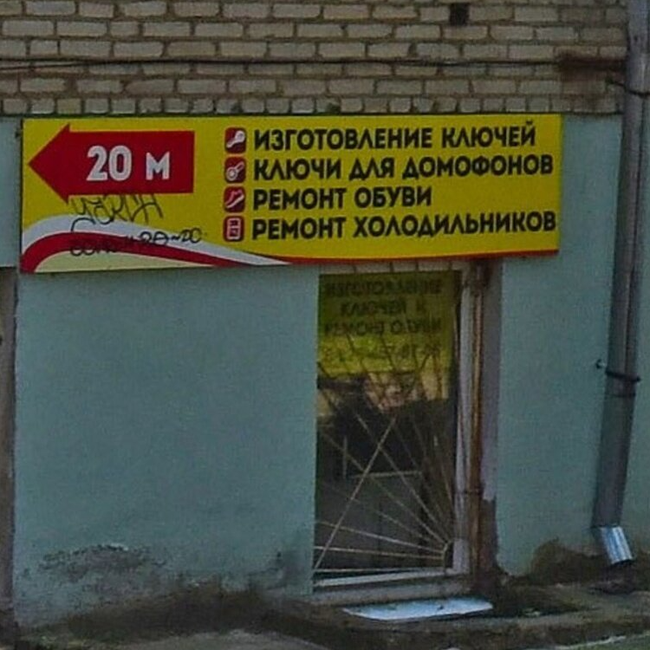 20 М
ИЗГОТОВЛЕНИЕ КЛЮЧЕЙ
КЛЮЧИ ДЛЯ ДОМОФОНОВ
РЕМОНТ ОБУВИ
РЕМОНТ ХОЛОДИЛЬНИКОВ
ИЗГОТОВЛЕНИЕ
КЛЮЧЕЙ И
РЕМОНТ ОБУВИ